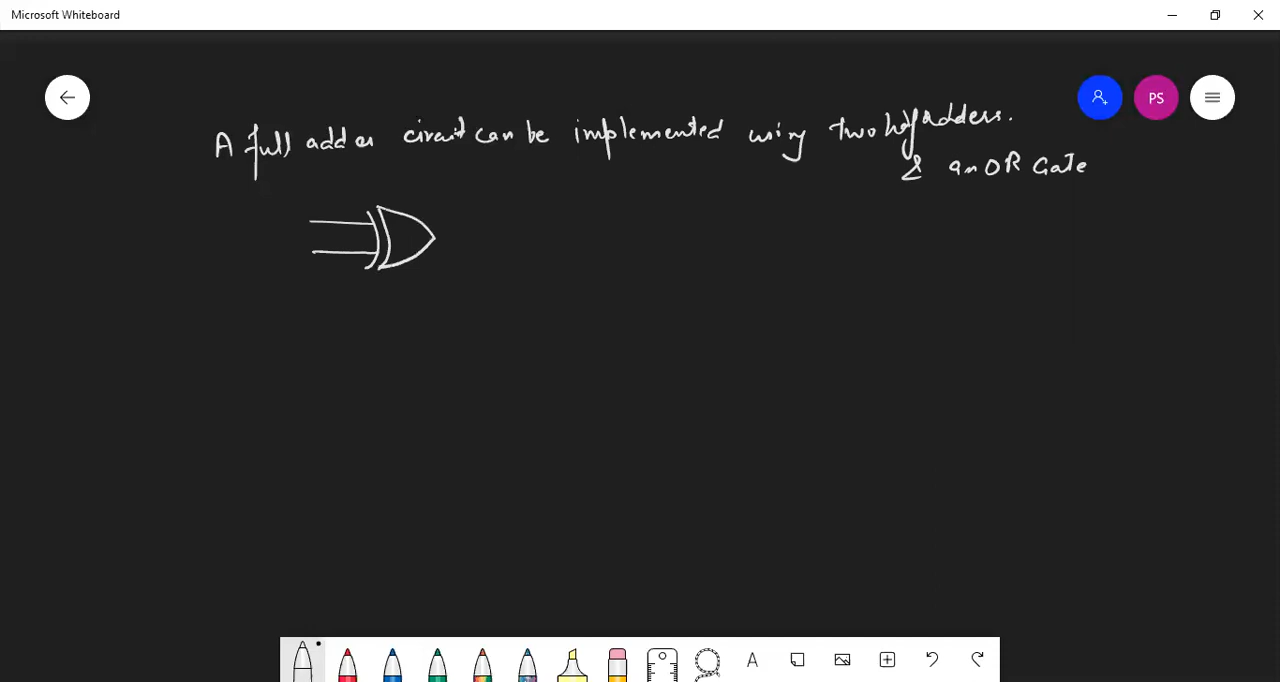 Microsoft Whiteboard
PS
A full adder circuit can be implemented using two half adders.
& an OR Gate
A